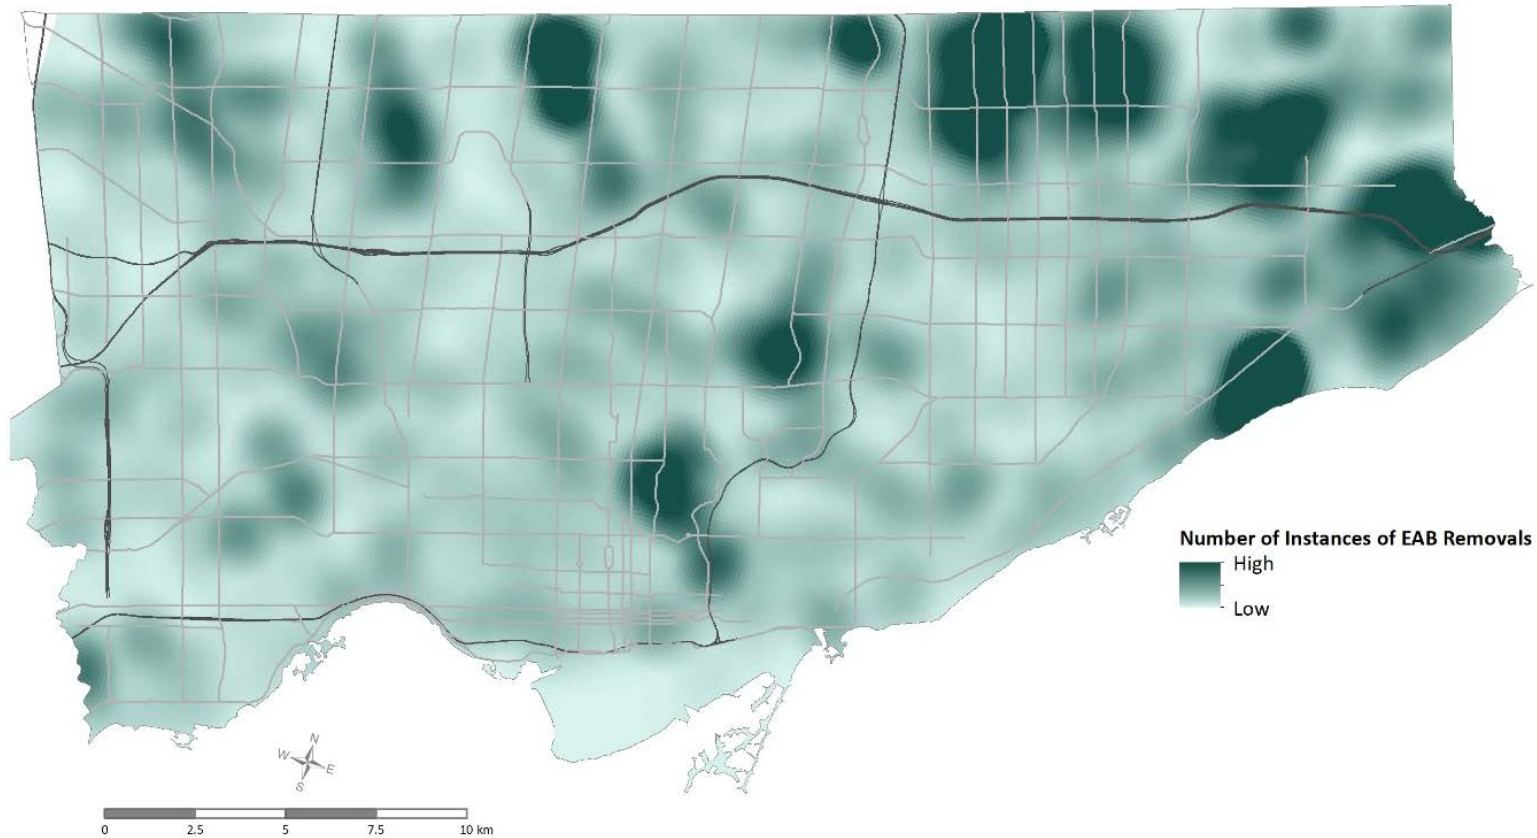 Number of Instances of EAB Removals
High
Low
N
W
E
S
0 2.5 5 7.5 10 km